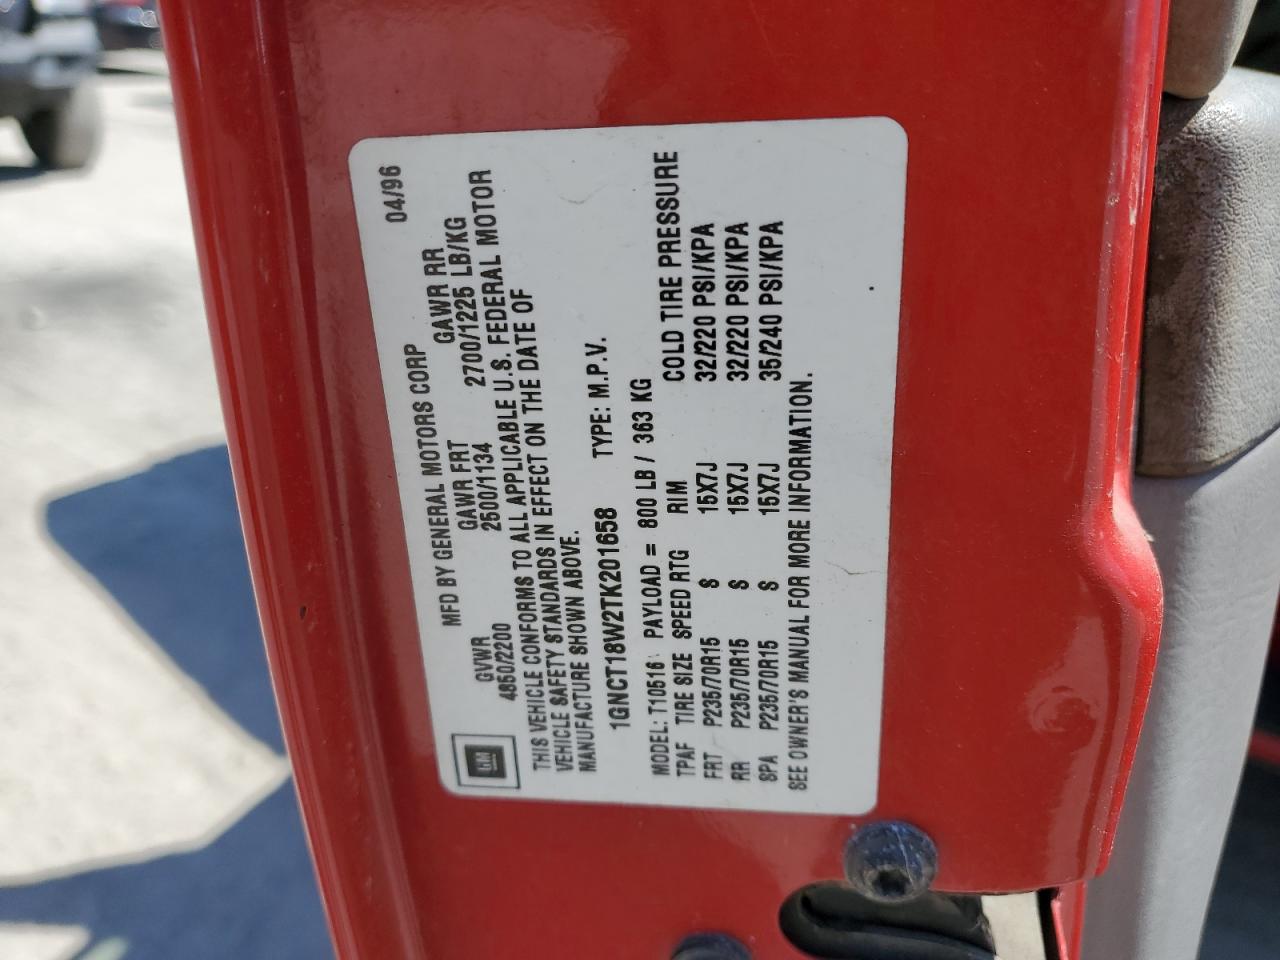 MFD BY GENERAL MOTORS CORP 04/96
GVWR GAWR FRT GAWR RR
4850/2200 2500/1134 2700/1225 LB/KG
THIS VEHICLE CONFORMS TO ALL APPLICABLE U.S. FEDERAL MOTOR
VEHICLE SAFETY STANDARDS IN EFFECT ON THE DATE OF
MANUFACTURE SHOWN ABOVE.
1GNCT18W2TK201658 TYPE: M.P.V.
MODEL: T10516 PAYLOAD = 800 LB / 363 KG
TPAF TIRE SIZE SPEED RTG RIM COLD TIRE PRESSURE
FRT P235/70R15 S 15X7J 32/220 PSI/KPA
RR P235/70R15 S 15X7J 32/220 PSI/KPA
SPA P235/70R15 S 15X7J 35/240 PSI/KPA
SEE OWNER'S MANUAL FOR MORE INFORMATION.
GM